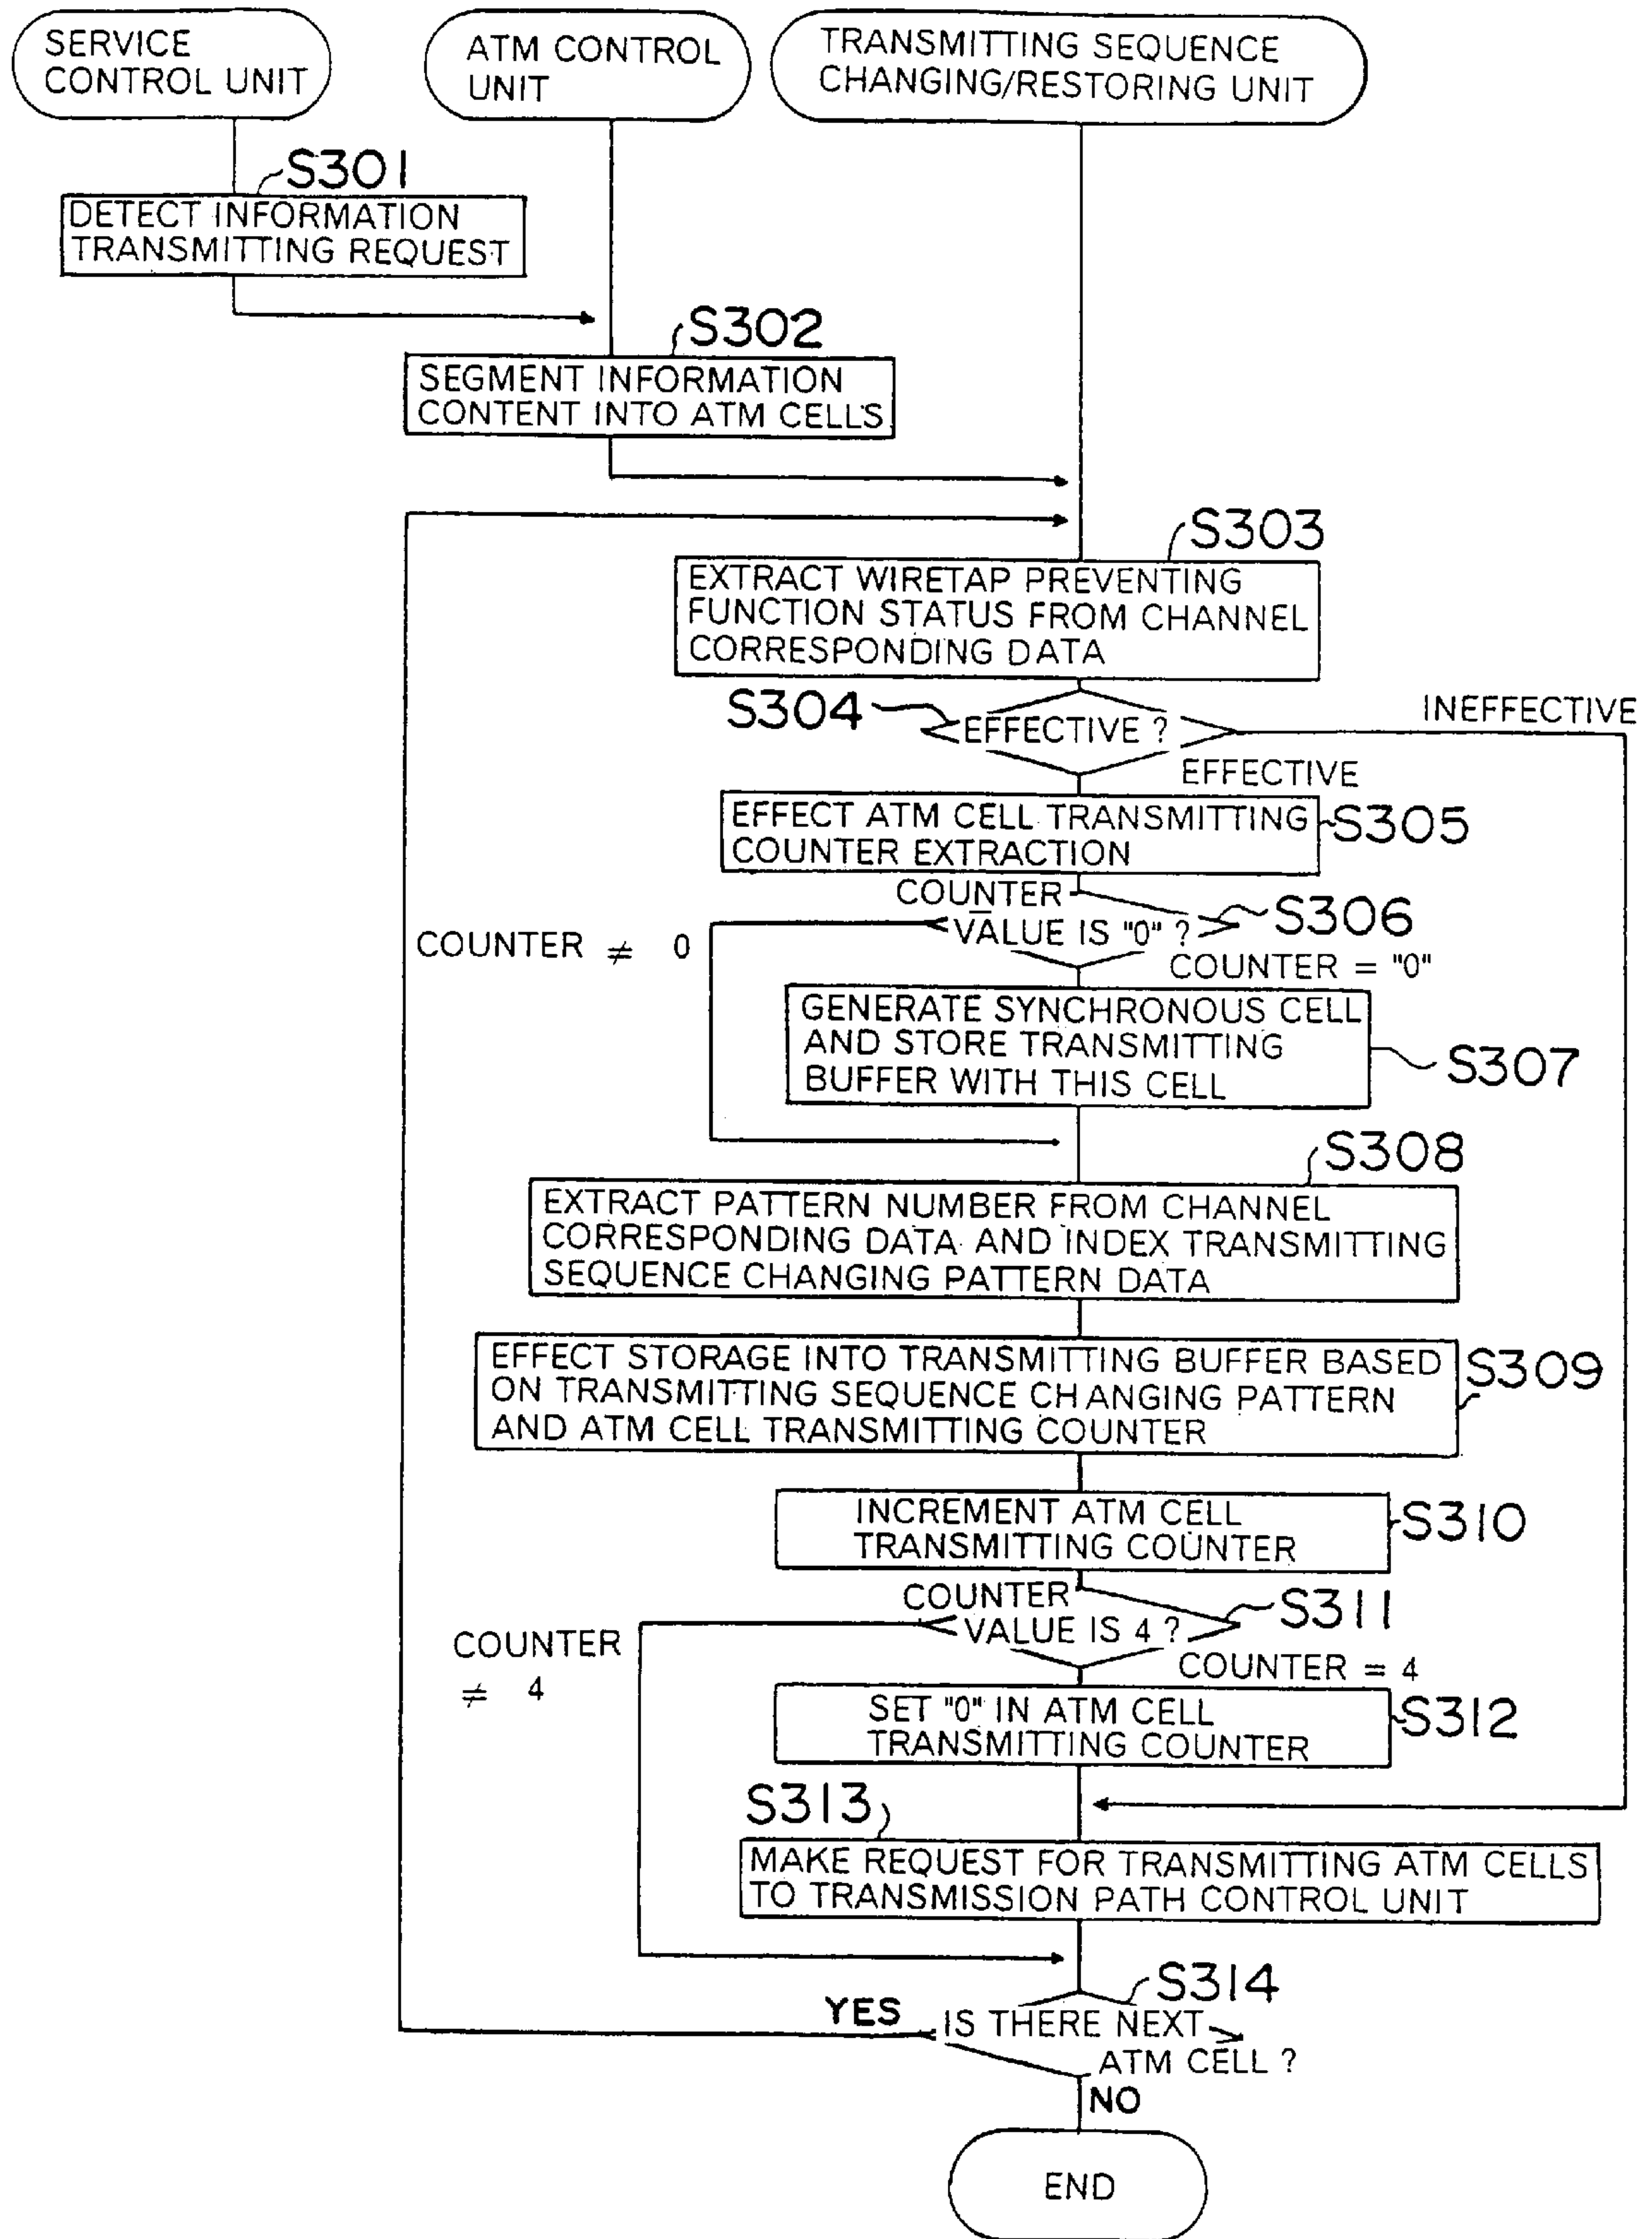 SERVICE
CONTROL UNIT
ATM CONTROL
UNIT
TRANSMITTING SEQUENCE
CHANGING/RESTORING UNIT
S301
DETECT INFORMATION
TRANSMITTING REQUEST
S302
SEGMENT INFORMATION
CONTENT INTO ATM CELLS
S303
EXTRACT WIRETAP PREVENTING
FUNCTION STATUS FROM CHANNEL
CORRESPONDING DATA
S304
EFFECTIVE ?
INEFFECTIVE
EFFECTIVE
EFFECT ATM CELL TRANSMITTING
COUNTER EXTRACTION
S305
COUNTER
VALUE IS "0" ?
S306
COUNTER ≠ 0
COUNTER = "0"
GENERATE SYNCHRONOUS CELL
AND STORE TRANSMITTING
BUFFER WITH THIS CELL
S307
S308
EXTRACT PATTERN NUMBER FROM CHANNEL
CORRESPONDING DATA AND INDEX TRANSMITTING
SEQUENCE CHANGING PATTERN DATA
EFFECT STORAGE INTO TRANSMITTING BUFFER BASED
ON TRANSMITTING SEQUENCE CHANGING PATTERN
AND ATM CELL TRANSMITTING COUNTER
S309
INCREMENT ATM CELL
TRANSMITTING COUNTER
S310
COUNTER
VALUE IS 4 ?
S311
COUNTER
≠ 4
COUNTER = 4
SET "0" IN ATM CELL
TRANSMITTING COUNTER
S312
S313
MAKE REQUEST FOR TRANSMITTING ATM CELLS
TO TRANSMISSION PATH CONTROL UNIT
S314
YES
IS THERE NEXT
ATM CELL ?
NO
END